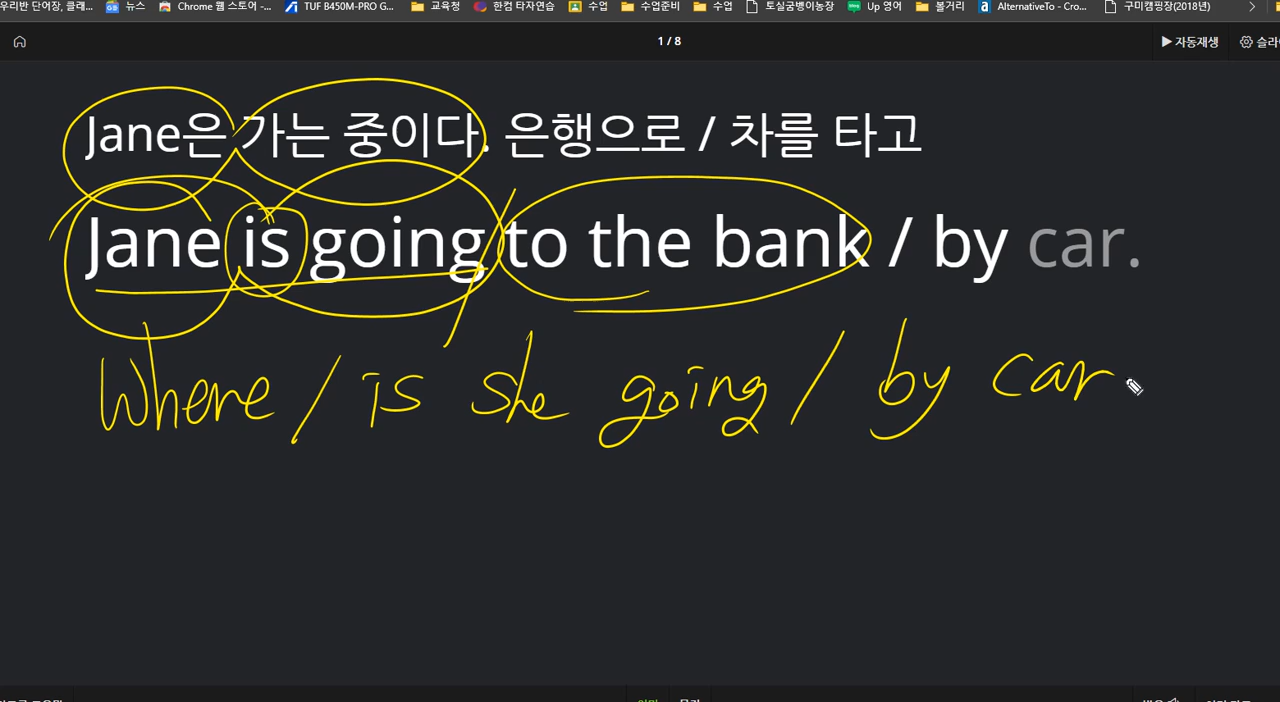 우리반 단어장, 클래... 뉴스 Chrome 웹 스토어 -... TUF B450M-PRO G... 교육청 한컴 타자연습 수업 수업준비 수업 토실굼벵이농장 Up 영어 볼거리 AlternativeTo - Cro... 구미캠핑장(2018년)
1 / 8 자동재생 슬라
Jane은 가는 중이다. 은행으로 / 차를 타고
Jane is going to the bank / by car.
Where / is she going / by car